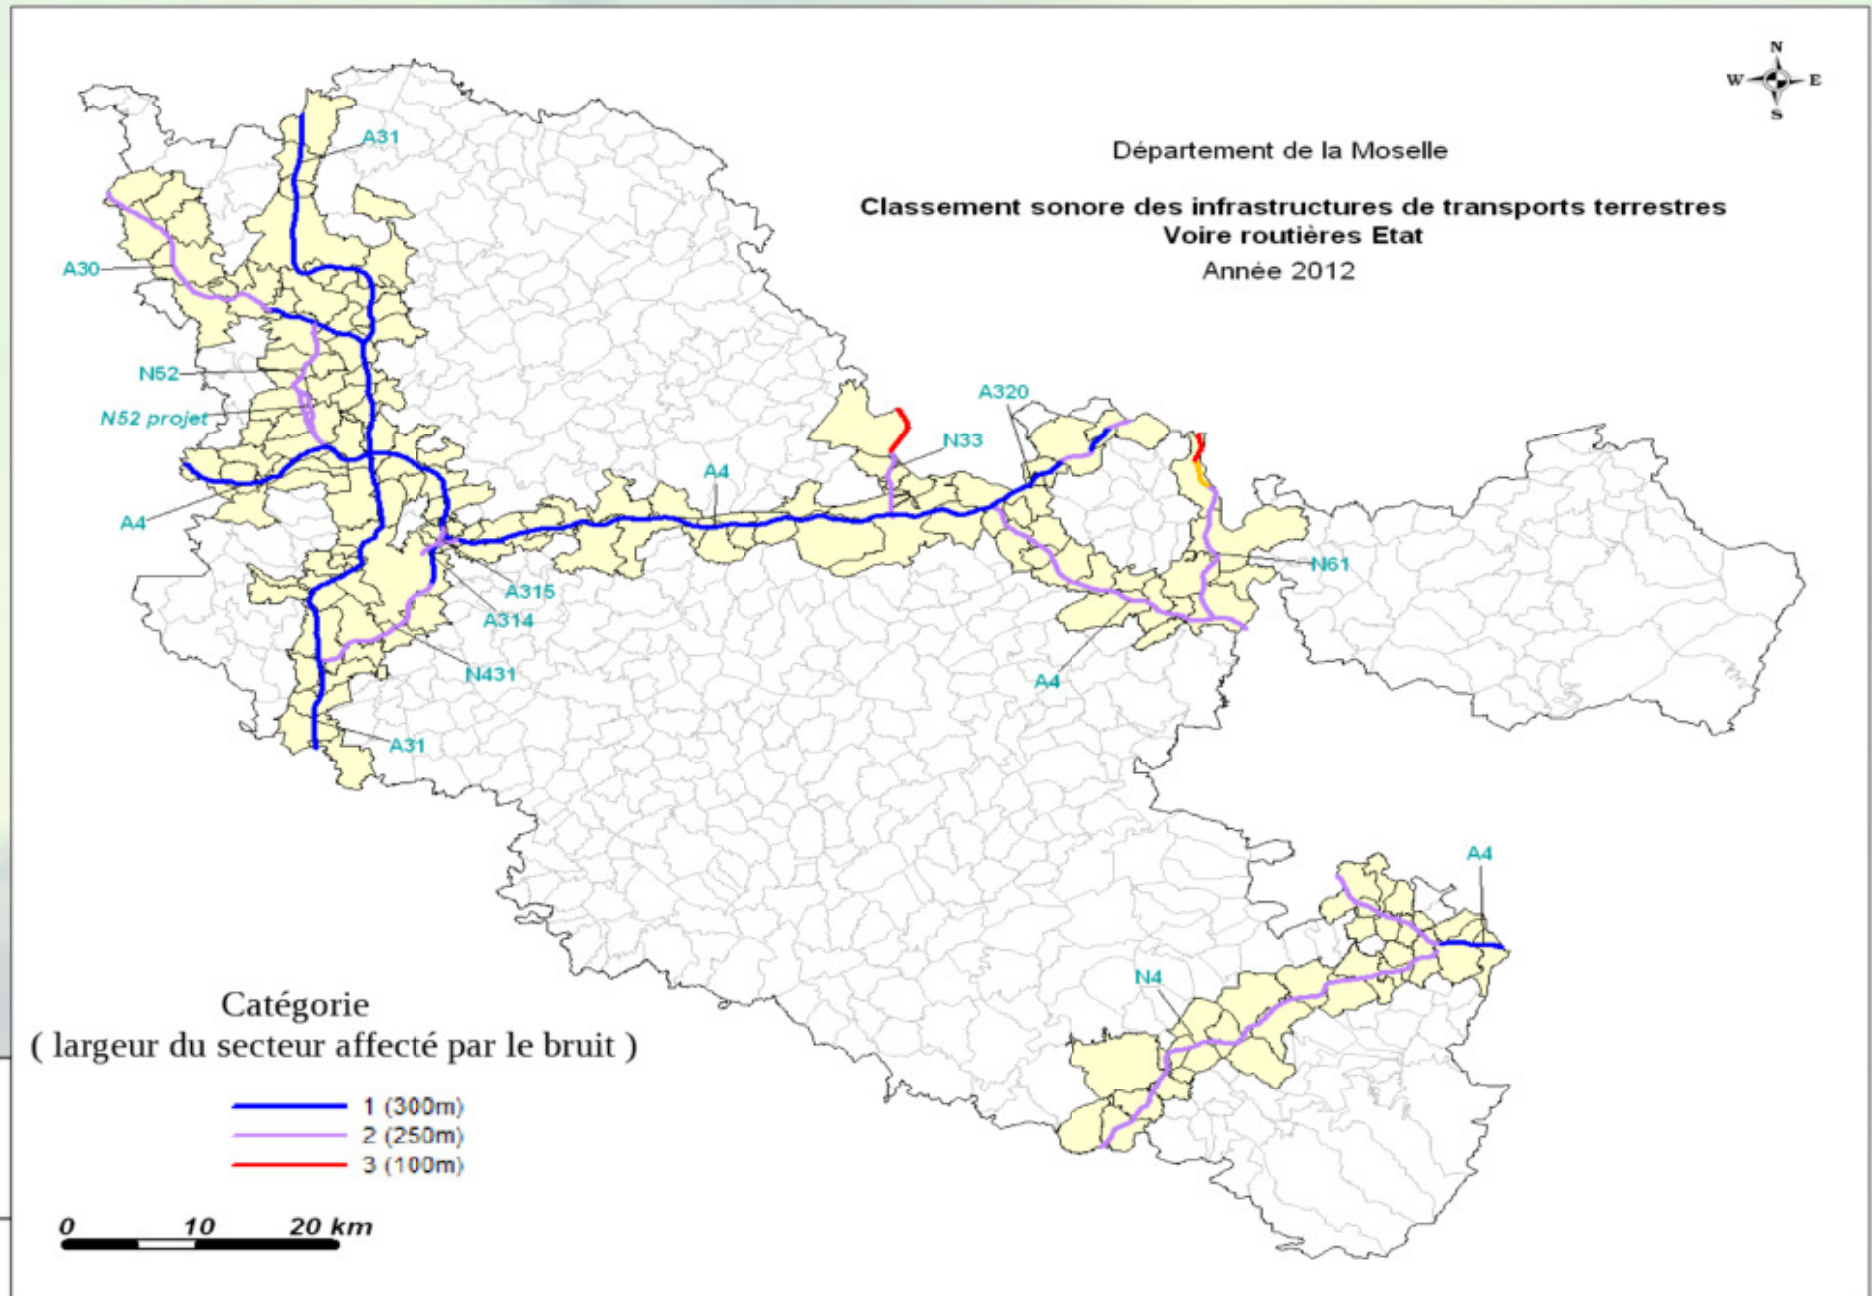 N
W E
S
Département de la Moselle
Classement sonore des infrastructures de transports terrestres
Voire routières Etat
Année 2012
A31
A30
N52
N52 projet
A320
N33
A4
A4
A315
N61
A314
N431
A4
A31
A4
N4
Catégorie
( largeur du secteur affecté par le bruit )
1 (300m)
2 (250m)
3 (100m)
0 10 20 km